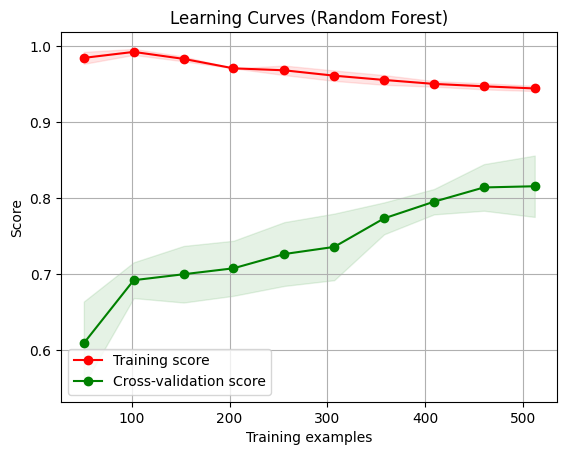 Learning Curves (Random Forest)
1.0
0.9
0.8
0.7
0.6
Score
Training score
Cross-validation score
100
200
300
400
500
Training examples